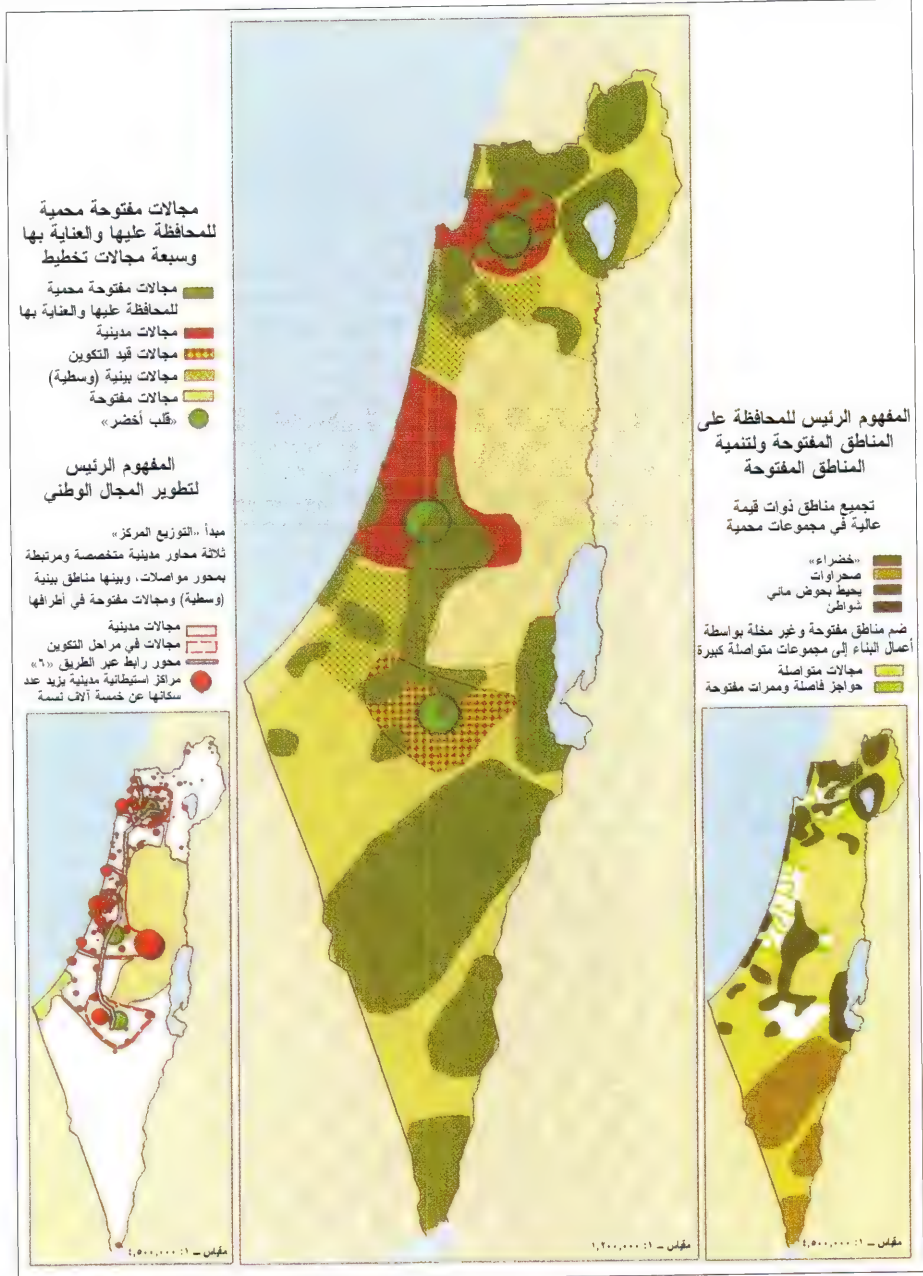 مجالات مفتوحة محمية
للمحافظة عليها والعناية بها
وسبعة مجالات تخطيط
مجالات مفتوحة محمية
للمحافظة عليها والعناية بها
مجالات مدينية
مجالات قيد التكوين
مجالات بينية (وسطية)
مجالات مفتوحة
«قلب أخضر»
المفهوم الرئيس
لتطوير المجال الوطني
مبدأ «التوزيع المركز»
ثلاثة محاور مدينية متخصصة ومرتبطة
بمحور مواصلات، وبينها مناطق بينية
(وسطية) ومجالات مفتوحة في أطرافها
مجالات مدينية
مجالات في مراحل التكوين
محور رابط عبر الطريق «٦»
مراكز استيطانية مدينية يزيد عدد
سكانها عن خمسة آلاف نسمة
مقياس ــ ١: ٤,٥٠٠,٠٠٠
مقياس ــ ١: ١,٢٠٠,٠٠٠
المفهوم الرئيس للمحافظة على
المناطق المفتوحة ولتنمية
المناطق المفتوحة
تجميع مناطق ذوات قيمة
عالية في مجموعات محمية
«خضراء»
صحراوات
يحيط بحوض مائي
شواطئ
ضم مناطق مفتوحة وغير مخلة بواسطة
أعمال البناء إلى مجموعات متواصلة كبيرة
مجالات متواصلة
حواجز فاصلة وممرات مفتوحة
مقياس ــ ١: ٤,٥٠٠,٠٠٠